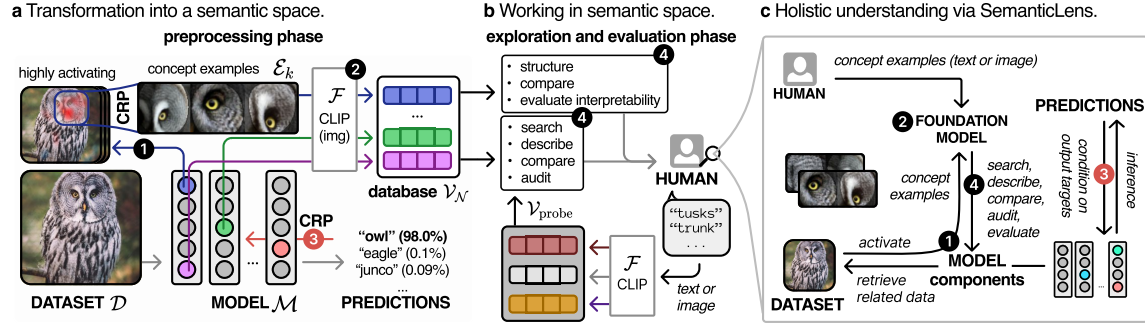 a Transformation into a semantic space.
preprocessing phase
highly activating
concept examples ℰₖ
CRP
1
2
ℱ
CLIP
(img)
...
database 𝒱_𝒩
CRP
3
...
"owl" (98.0%)
"eagle" (0.1%)
"junco" (0.09%)
...
DATASET 𝒟
MODEL ℳ
PREDICTIONS
b Working in semantic space.
exploration and evaluation phase
4
• structure
• compare
• evaluate interpretability
4
• search
• describe
• compare
• audit
HUMAN
𝒱_probe
ℱ
CLIP
“tusks”
“trunk”
...
text or
image
c Holistic understanding via SemanticLens.
HUMAN
concept examples (text or image)
2 FOUNDATION
MODEL
PREDICTIONS
concept
examples
4
search,
describe,
compare,
audit,
evaluate
condition on
output targets
3
inference
activate
1
MODEL
components
retrieve
related data
DATASET
...